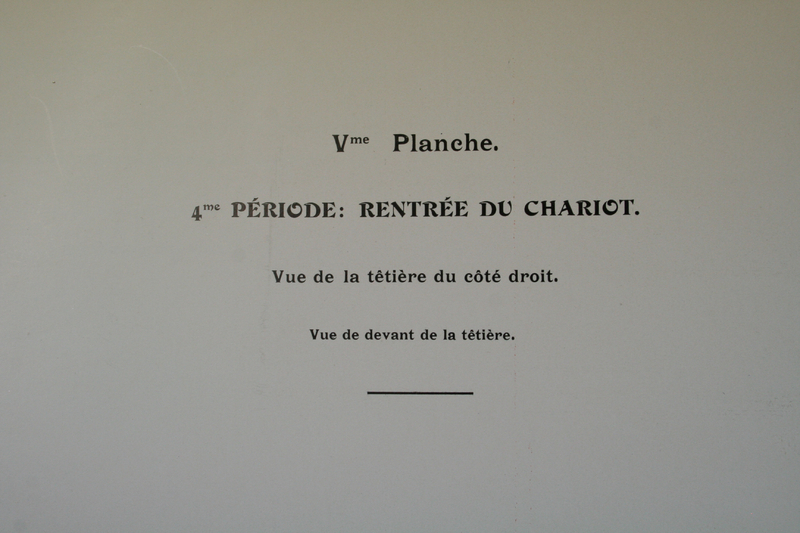 Vme Planche.
4me PÉRIODE: RENTRÉE DU CHARIOT.
Vue de la têtière du côté droit.
Vue de devant de la têtière.